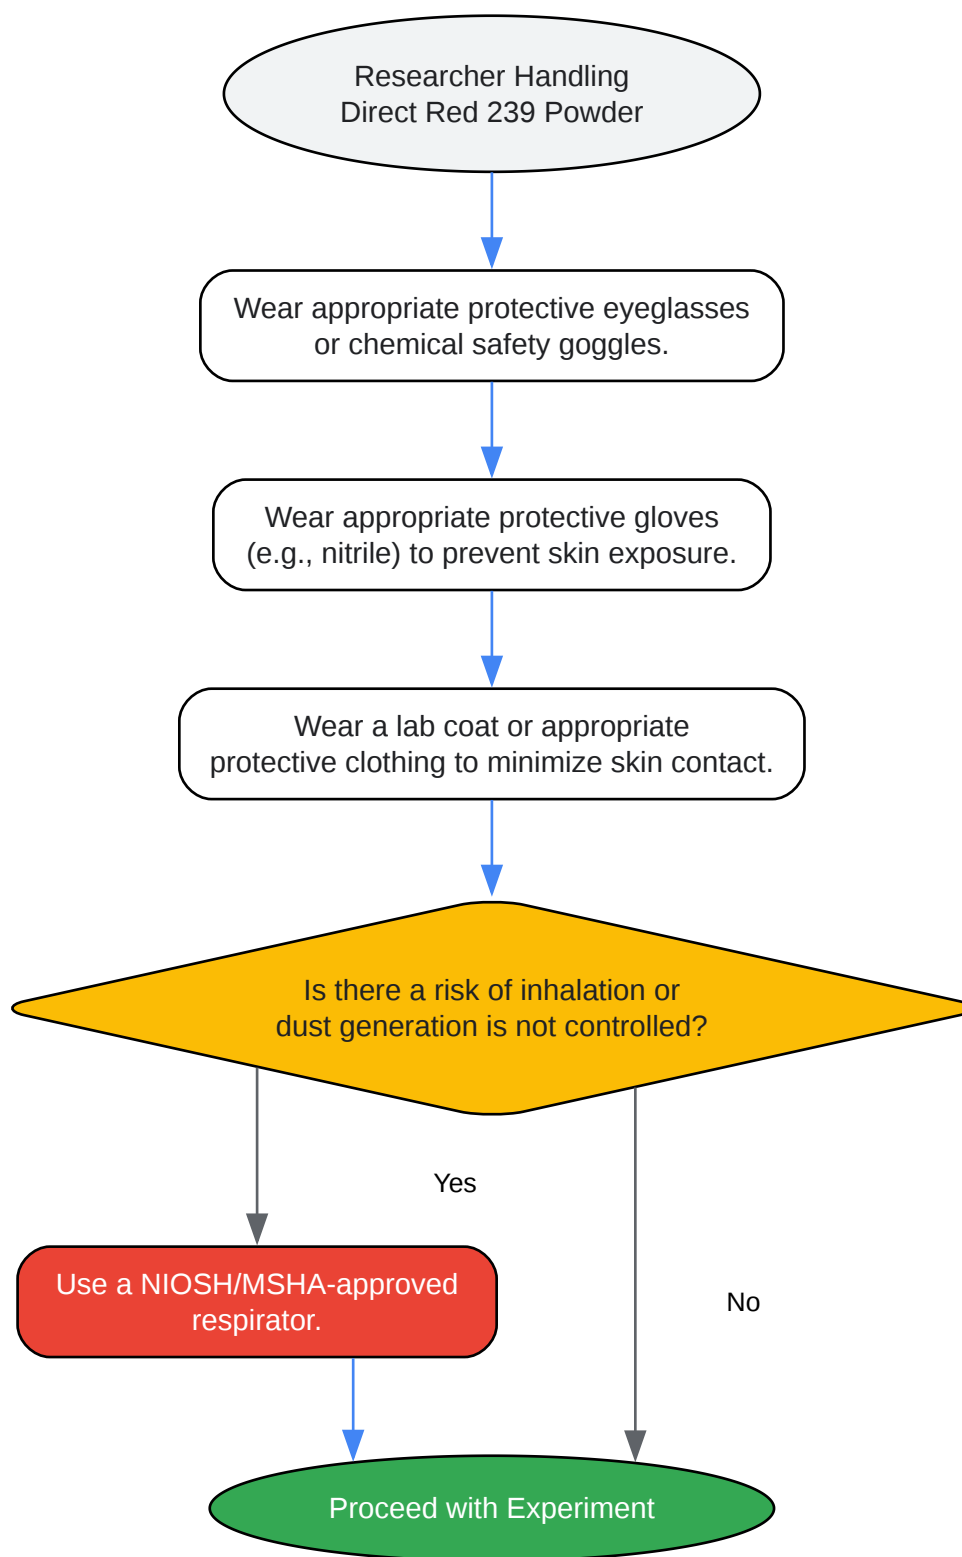 Researcher Handling
Direct Red 239 Powder
Wear appropriate protective eyeglasses
or chemical safety goggles.
Wear appropriate protective gloves
(e.g., nitrile) to prevent skin exposure.
Wear a lab coat or appropriate
protective clothing to minimize skin contact.
Is there a risk of inhalation or
dust generation is not controlled?
Yes
Use a NIOSH/MSHA-approved
respirator.
No
Proceed with Experiment